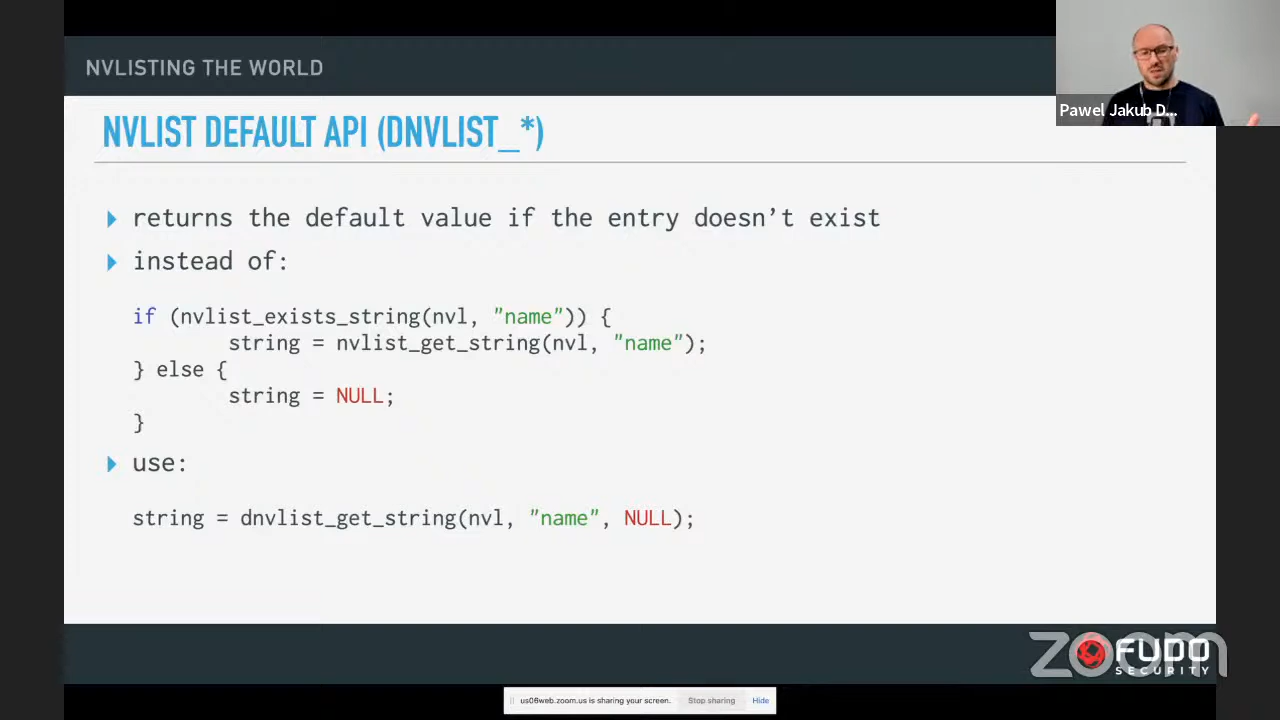 NVLISTING THE WORLD
Pawel Jakub D...
NVLIST DEFAULT API (DNVLIST_*)
returns the default value if the entry doesn’t exist
instead of:
if (nvlist_exists_string(nvl, "name")) {
string = nvlist_get_string(nvl, "name");
} else {
string = NULL;
}
use:
string = dnvlist_get_string(nvl, "name", NULL);
zoom
FUDO
SECURITY
us06web.zoom.us is sharing your screen.
Stop sharing
Hide